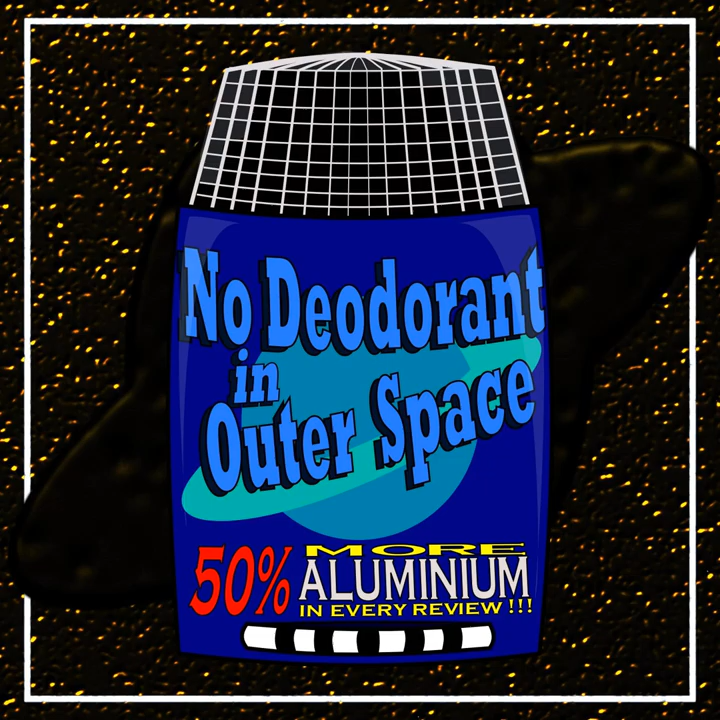 No Deodorant
in
Outer Space
50% MORE
ALUMINIUM
IN EVERY REVIEW !!!